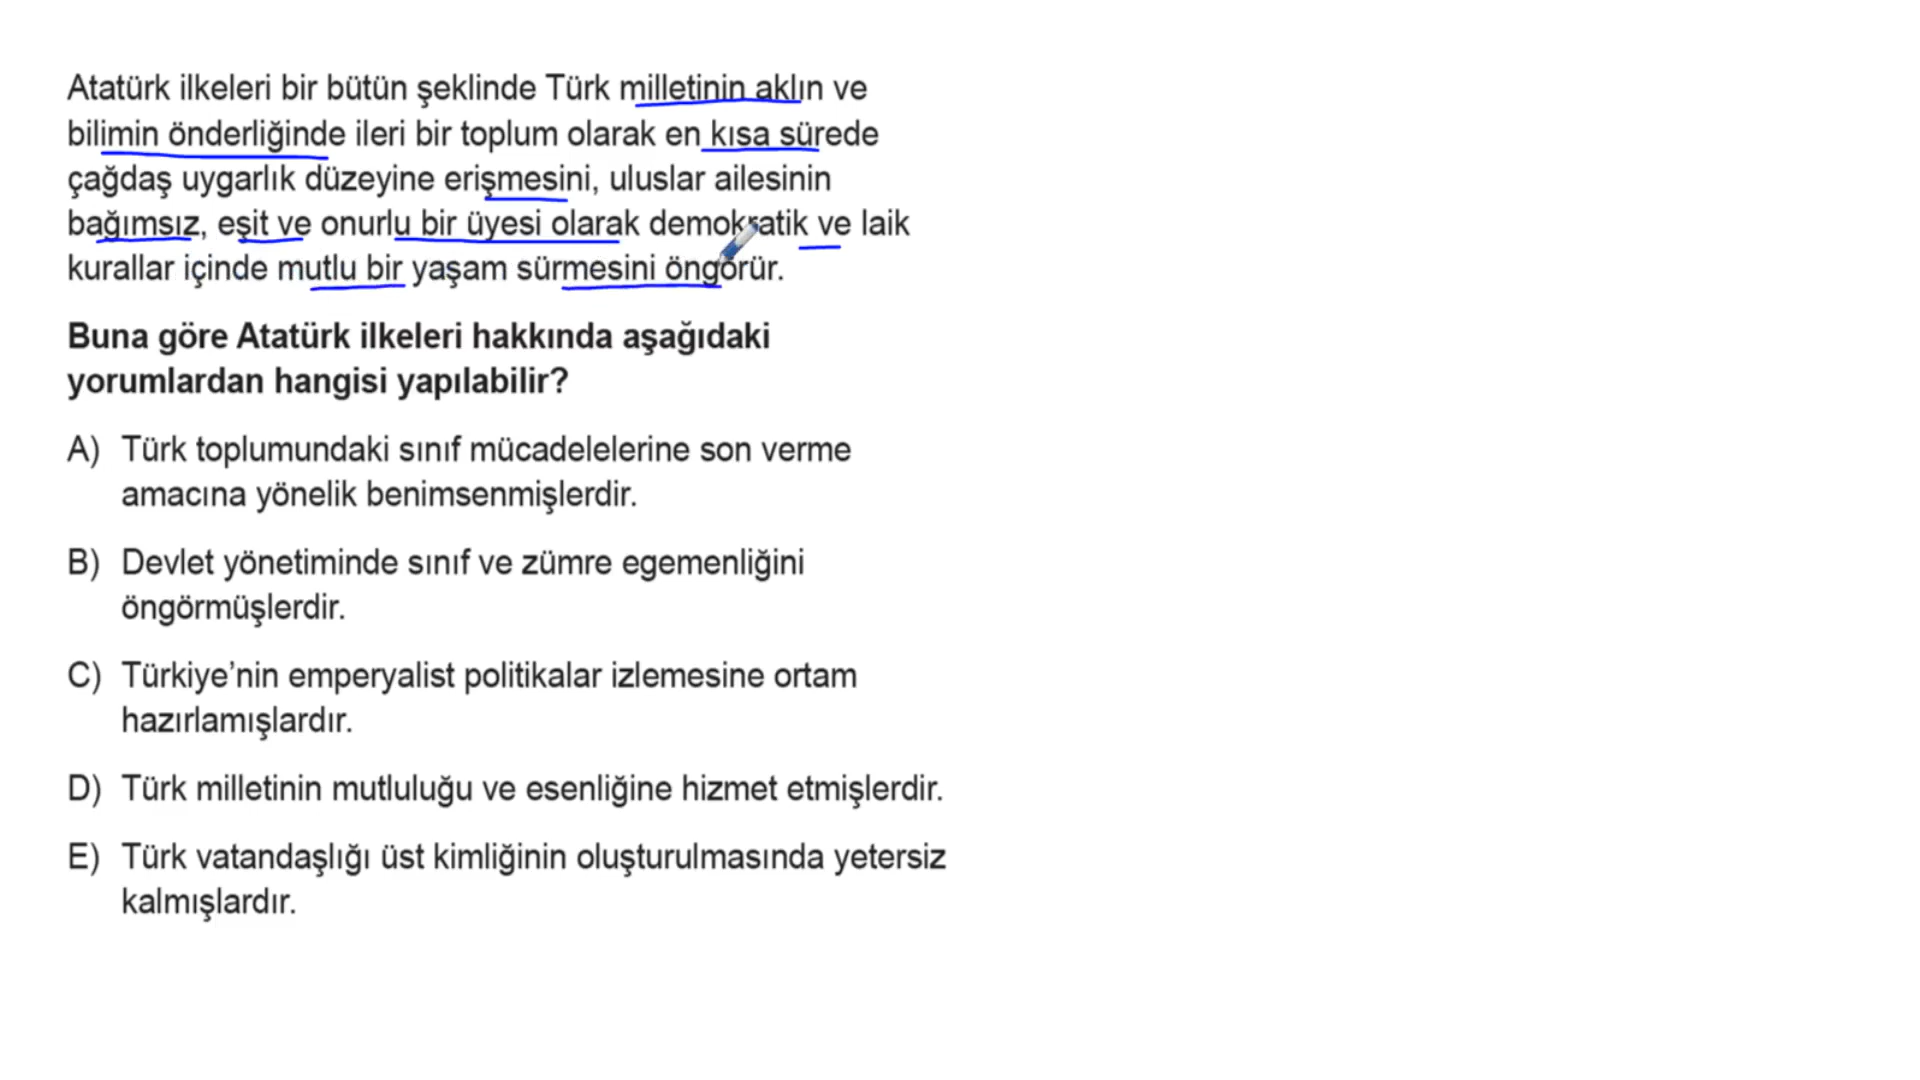 Atatürk ilkeleri bir bütün şeklinde Türk milletinin aklın ve
bilimin önderliğinde ileri bir toplum olarak en kısa sürede
çağdaş uygarlık düzeyine erişmesini, uluslar ailesinin
bağımsız, eşit ve onurlu bir üyesi olarak demokratik ve laik
kurallar içinde mutlu bir yaşam sürmesini öngörür.
Buna göre Atatürk ilkeleri hakkında aşağıdaki
yorumlardan hangisi yapılabilir?
A) Türk toplumundaki sınıf mücadelelerine son verme
amacına yönelik benimsenmişlerdir.
B) Devlet yönetiminde sınıf ve zümre egemenliğini
öngörmüşlerdir.
C) Türkiye’nin emperyalist politikalar izlemesine ortam
hazırlamışlardır.
D) Türk milletinin mutluluğu ve esenliğine hizmet etmişlerdir.
E) Türk vatandaşlığı üst kimliğinin oluşturulmasında yetersiz
kalmışlardır.